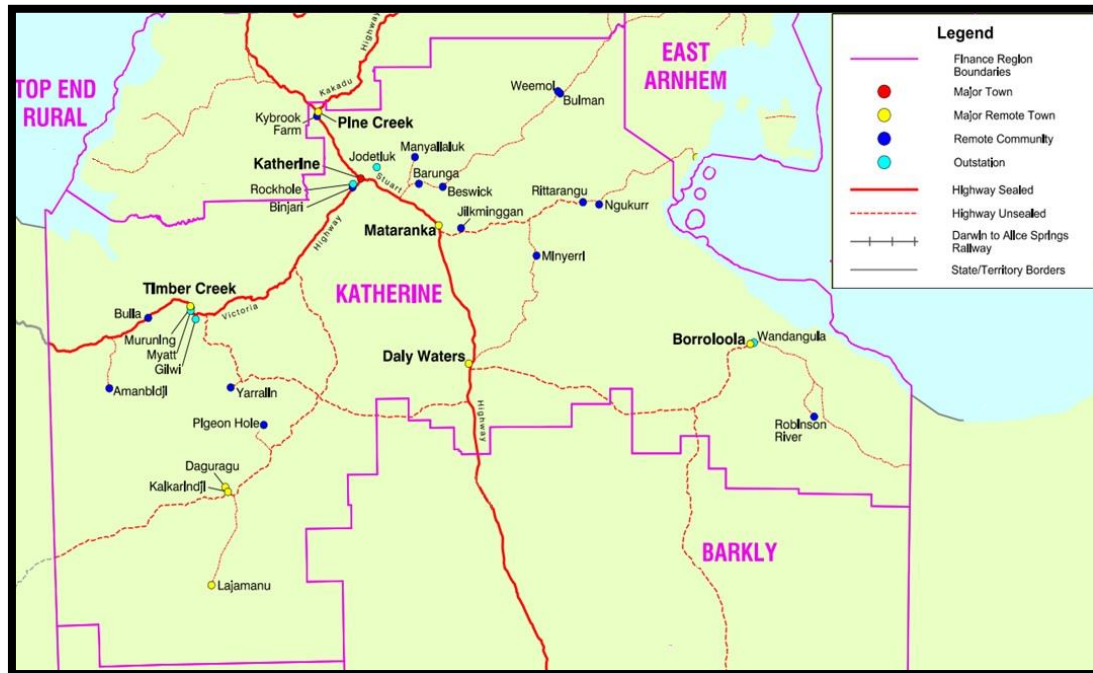 TOP END
RURAL
EAST
ARNHEM
Kakadu
Highway
Kybrook
Farm
Pine Creek
Weemol
Bulman
Manyallaluk
Jodetluk
Katherine
Stuart
Barunga
Beswick
Rockhole
Binjari
Rittarangu
Ngukurr
Jilkminggan
Mataranka
Highway
Minyerri
KATHERINE
Timber Creek
Victoria
Bulla
Murunlng
Myatt
Gilwi
Daly Waters
Borroloola
Wandangula
Amanbidji
Yarralin
Pigeon Hole
Highway
Robinson
River
Daguragu
Kalkarindji
BARKLY
Lajamanu
Legend
Finance Region
Boundaries
Major Town
Major Remote Town
Remote Community
Outstation
Highway Sealed
Highway Unsealed
Darwin to Alice Springs
Railway
State/Territory Borders